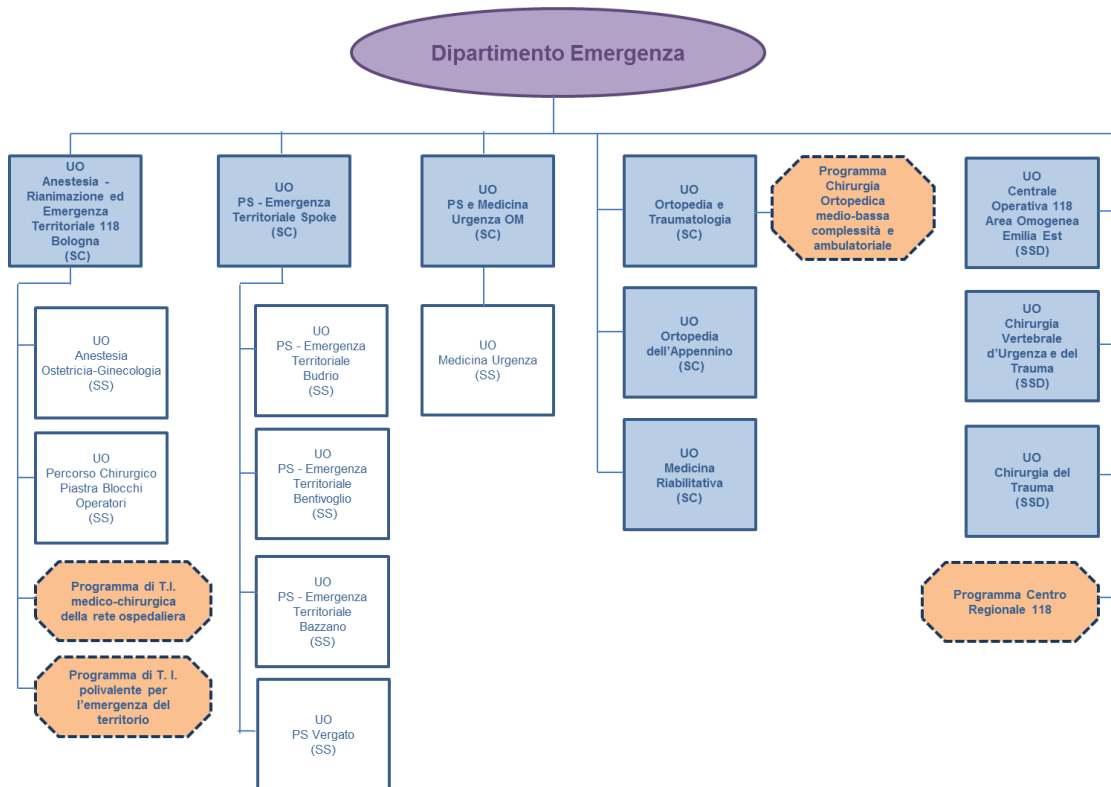 Dipartimento Emergenza
UO
Anestesia -
Rianimazione ed
Emergenza
Territoriale 118
Bologna
(SC)
UO
PS - Emergenza
Territoriale Spoke
(SC)
UO
PS e Medicina
Urgenza OM
(SC)
UO
Ortopedia e
Traumatologia
(SC)
Programma
Chirurgia
Ortopedica
medio-bassa
complessità e
ambulatoriale
UO
Centrale
Operativa 118
Area Omogenea
Emilia Est
(SSD)
UO
Anestesia
Ostetricia-Ginecologia
(SS)
UO
PS - Emergenza
Territoriale
Budrio
(SS)
UO
Medicina Urgenza
(SS)
UO
Ortopedia
dell'Appennino
(SC)
UO
Chirurgia
Vertebrale
d'Urgenza e del
Trauma
(SSD)
UO
Percorso Chirurgico
Piastra Blocchi
Operatori
(SS)
UO
PS - Emergenza
Territoriale
Bentivoglio
(SS)
UO
Medicina
Riabilitativa
(SC)
UO
Chirurgia del
Trauma
(SSD)
Programma di T.I.
medico-chirurgica
della rete ospedaliera
UO
PS - Emergenza
Territoriale
Bazzano
(SS)
Programma Centro
Regionale 118
Programma di T. I.
polivalente per
l'emergenza del
territorio
UO
PS Vergato
(SS)